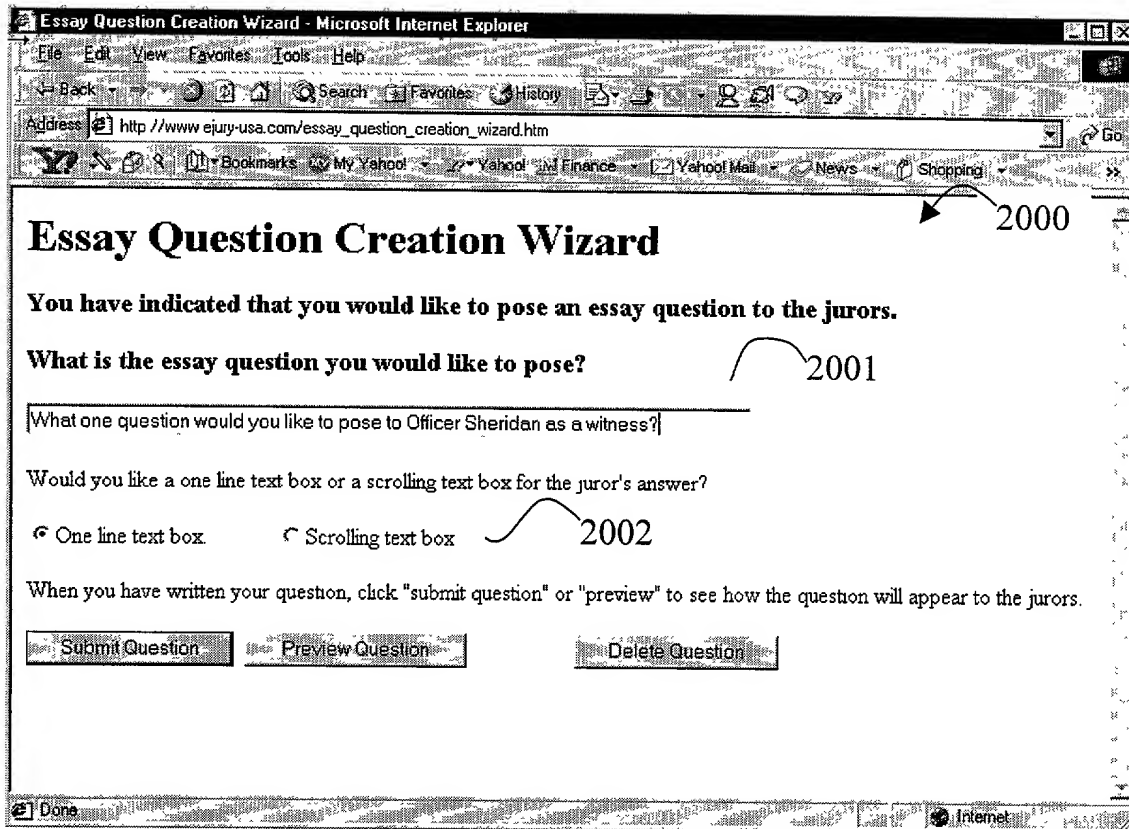 Essay Question Creation Wizard - Microsoft Internet Explorer
File Edit View Favorites Tools Help
Back Search Favorites History
Address http //www ejury-usa.com/essay_question_creation_wizard.htm Go
Y? Bookmarks My Yahoo! Yahoo! Finance Yahoo! Mail News Shopping >>
2000
Essay Question Creation Wizard
You have indicated that you would like to pose an essay question to the jurors.
What is the essay question you would like to pose?
2001
What one question would you like to pose to Officer Sheridan as a witness?
Would you like a one line text box or a scrolling text box for the juror's answer?
One line text box. Scrolling text box
2002
When you have written your question, click "submit question" or "preview" to see how the question will appear to the jurors.
Submit Question Preview Question Delete Question
Done Internet